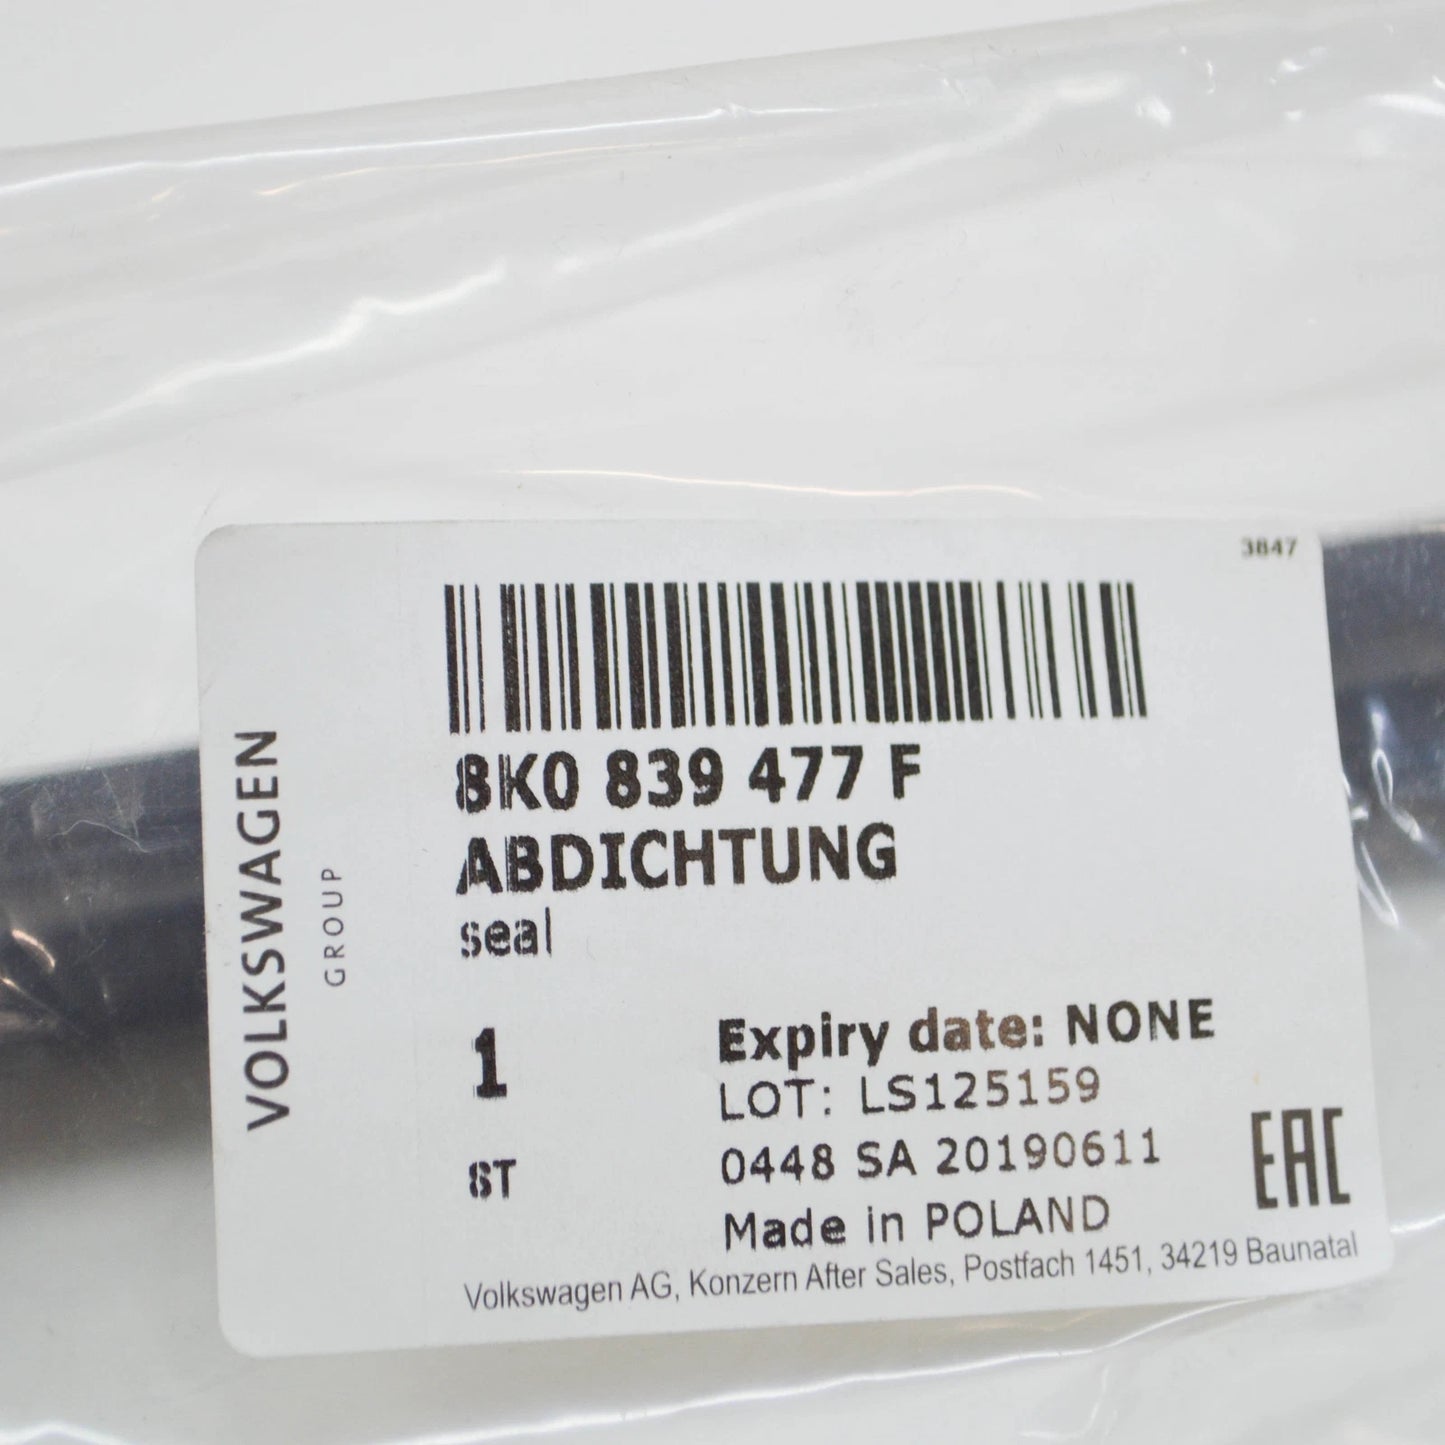 3847
8K0 839 477 F
ABDICHTUNG
seal
VOLKSWAGEN
GROUP
1
ST
Expiry date: NONE
LOT: LS125159
0448 SA 20190611
Made in POLAND
EAC
Volkswagen AG, Konzern After Sales, Postfach 1451, 34219 Baunatal